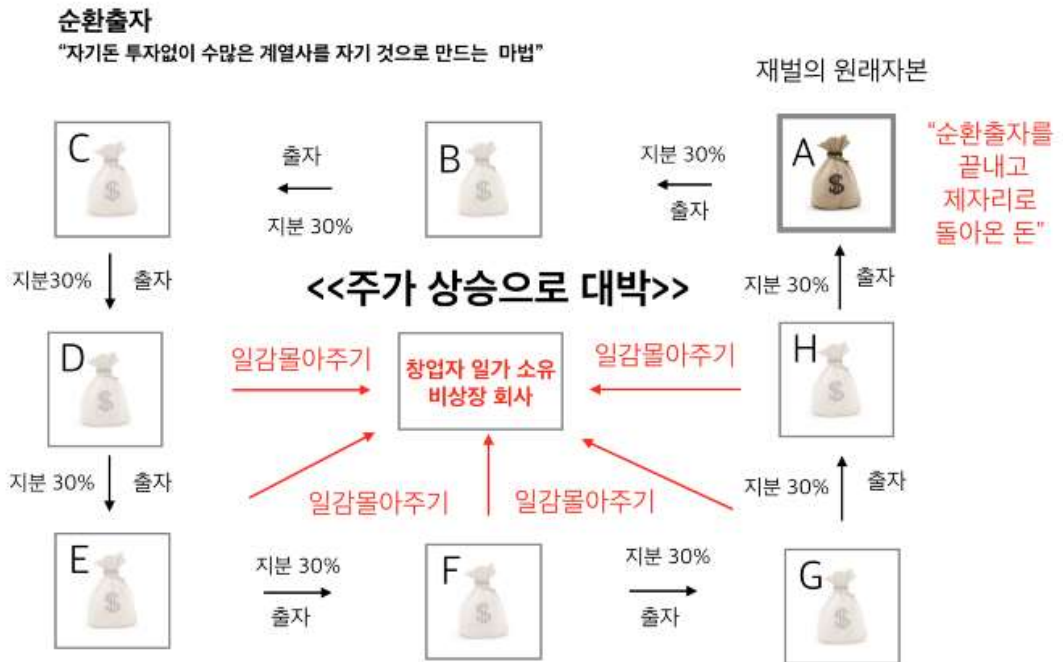 순환출자
“자기돈 투자없이 수많은 계열사를 자기 것으로 만드는 마법”
재벌의 원래자본
C
출자
지분 30%
B
지분 30%
출자
A
$
“순환출자를
끝내고
제자리로
돌아온 돈”
$
$
지분30%
출자
<<주가 상승으로 대박>>
지분 30%
출자
D
$
일감몰아주기
창업자 일가 소유
비상장 회사
일감몰아주기
H
$
지분 30%
출자
일감몰아주기
일감몰아주기
지분 30%
출자
E
$
지분 30%
출자
F
$
지분 30%
출자
G
$